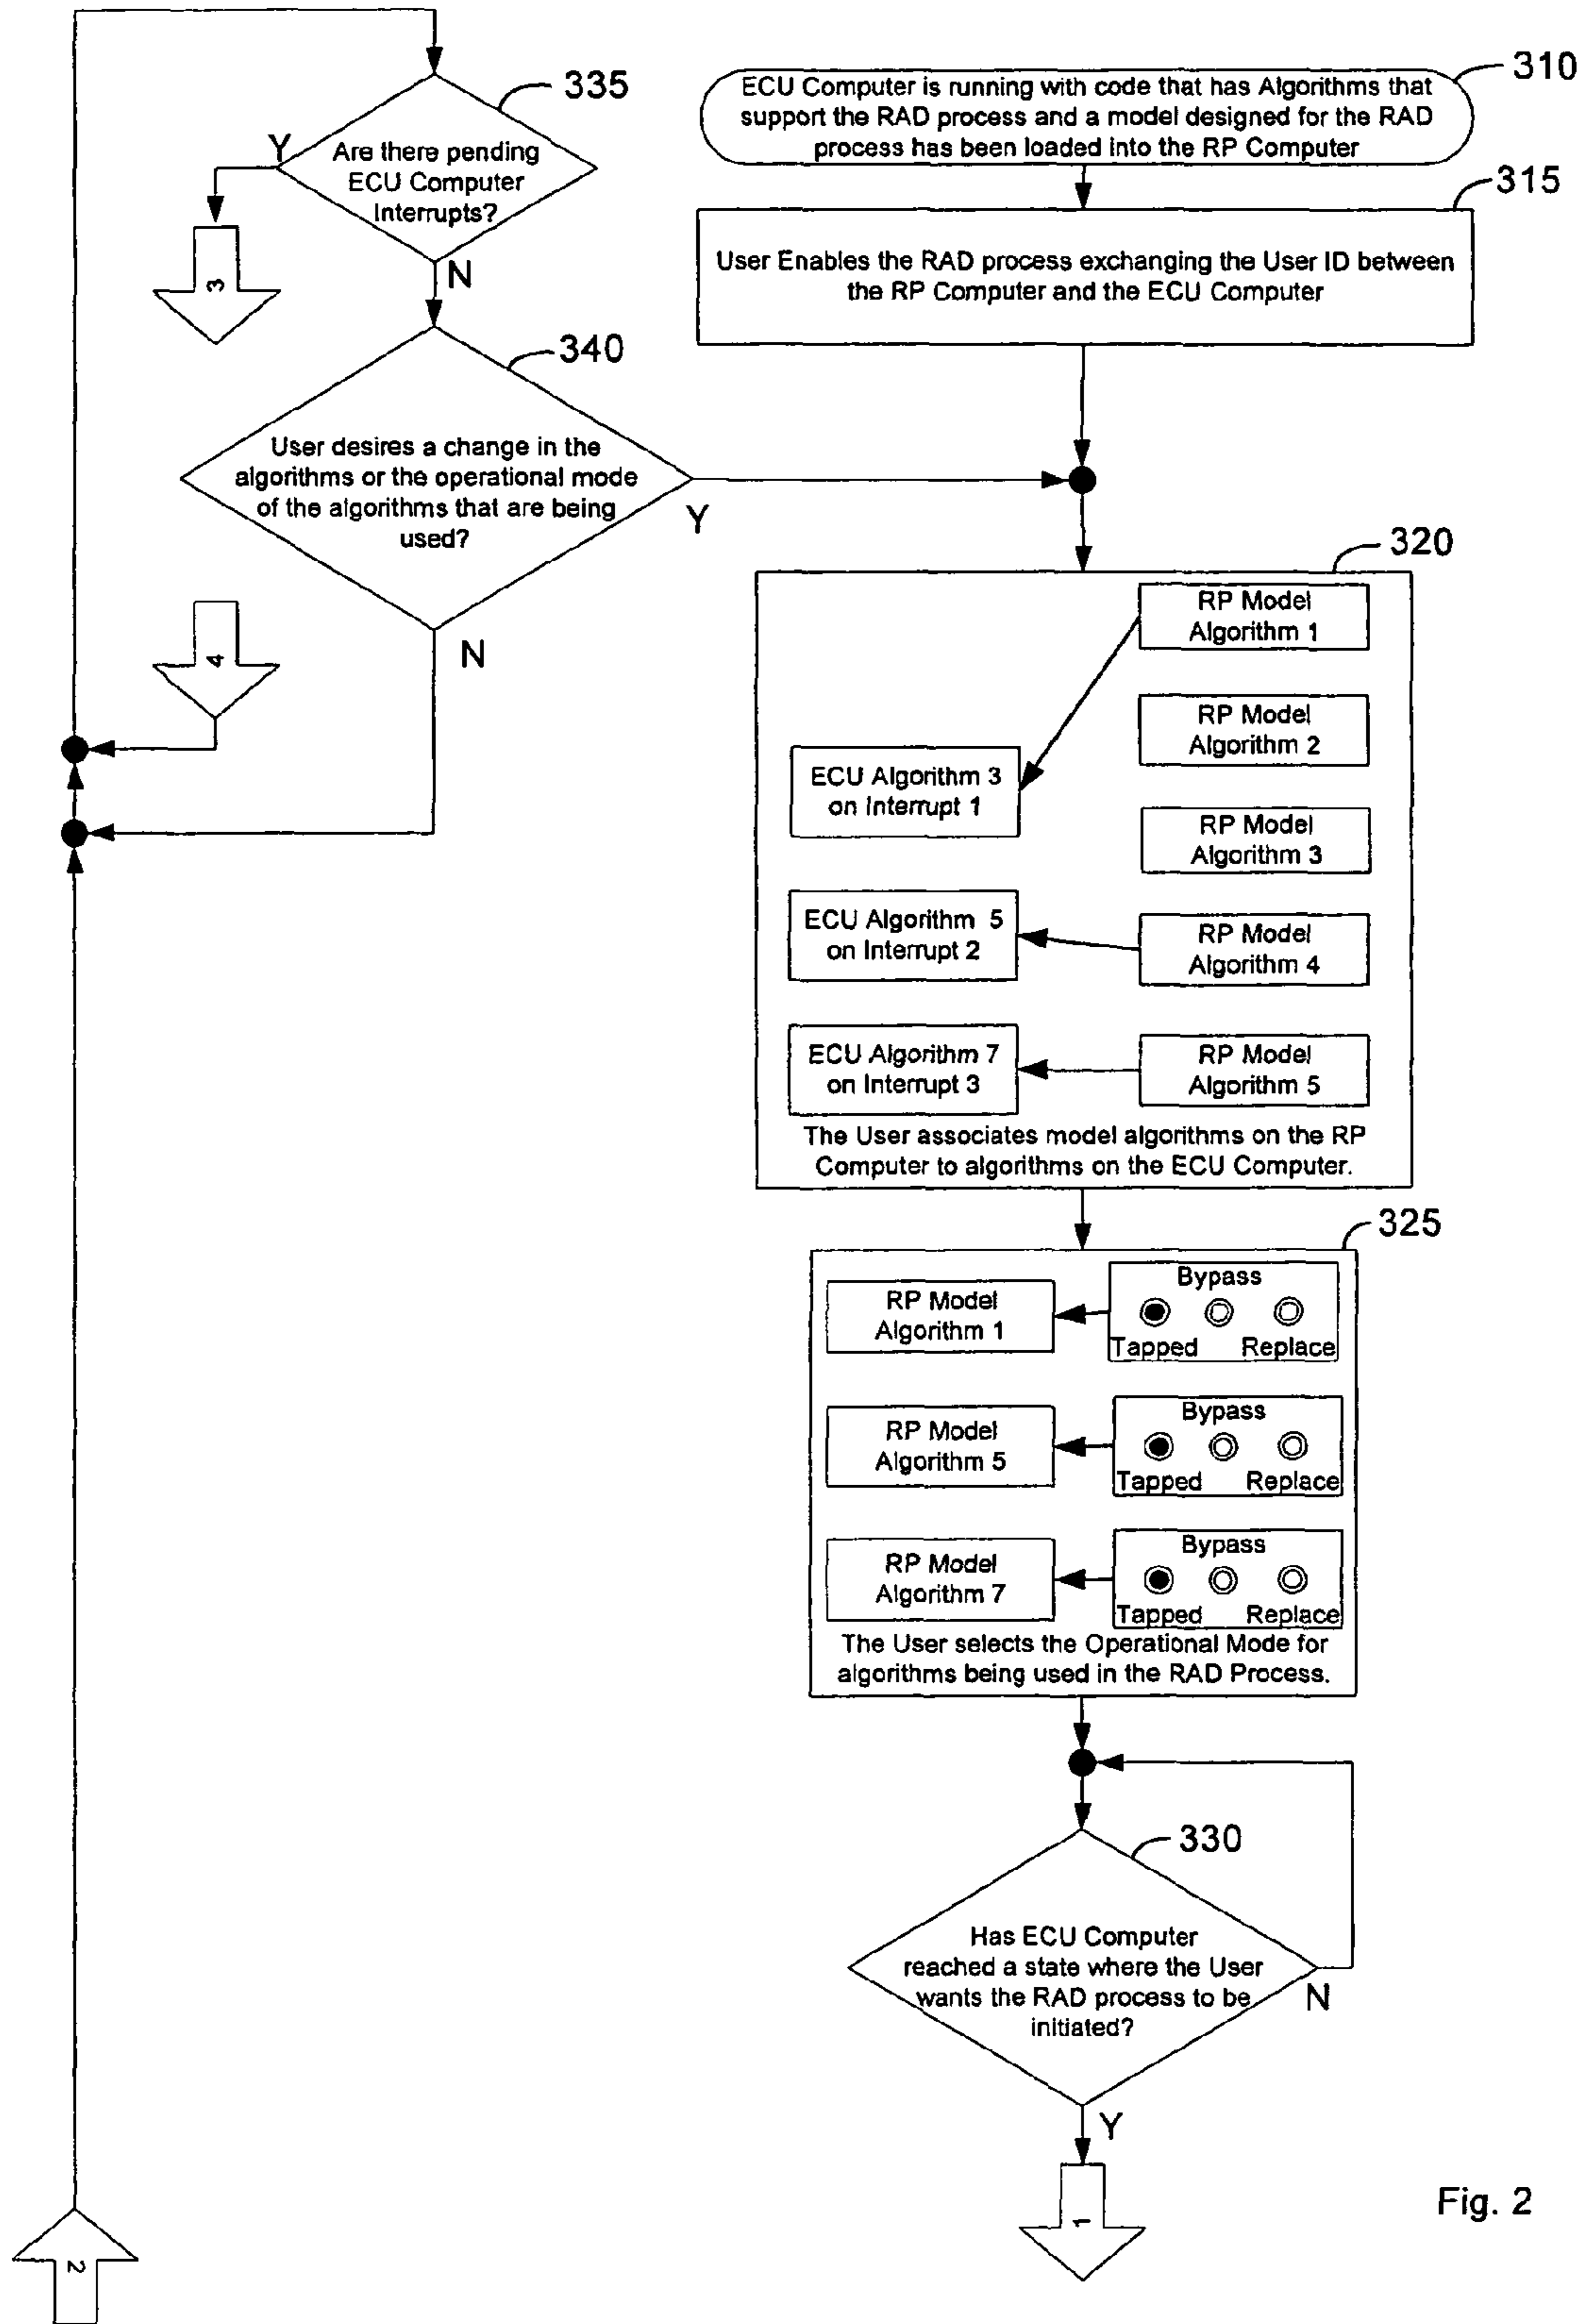 335
Y
Are there pending
ECU Computer
Interrupts?
3
N
340
User desires a change in the
algorithms or the operational mode
of the algorithms that are being
used?
Y
N
4
2
310
ECU Computer is running with code that has Algorithms that
support the RAD process and a model designed for the RAD
process has been loaded into the RP Computer
315
User Enables the RAD process exchanging the User ID between
the RP Computer and the ECU Computer
320
RP Model
Algorithm 1
RP Model
Algorithm 2
ECU Algorithm 3
on Interrupt 1
RP Model
Algorithm 3
ECU Algorithm 5
on Interrupt 2
RP Model
Algorithm 4
ECU Algorithm 7
on Interrupt 3
RP Model
Algorithm 5
The User associates model algorithms on the RP
Computer to algorithms on the ECU Computer.
325
RP Model
Algorithm 1
Bypass
Tapped Replace
RP Model
Algorithm 5
Bypass
Tapped Replace
RP Model
Algorithm 7
Bypass
Tapped Replace
The User selects the Operational Mode for
algorithms being used in the RAD Process.
330
Has ECU Computer
reached a state where the User
wants the RAD process to be
initiated?
N
Y
1
Fig. 2